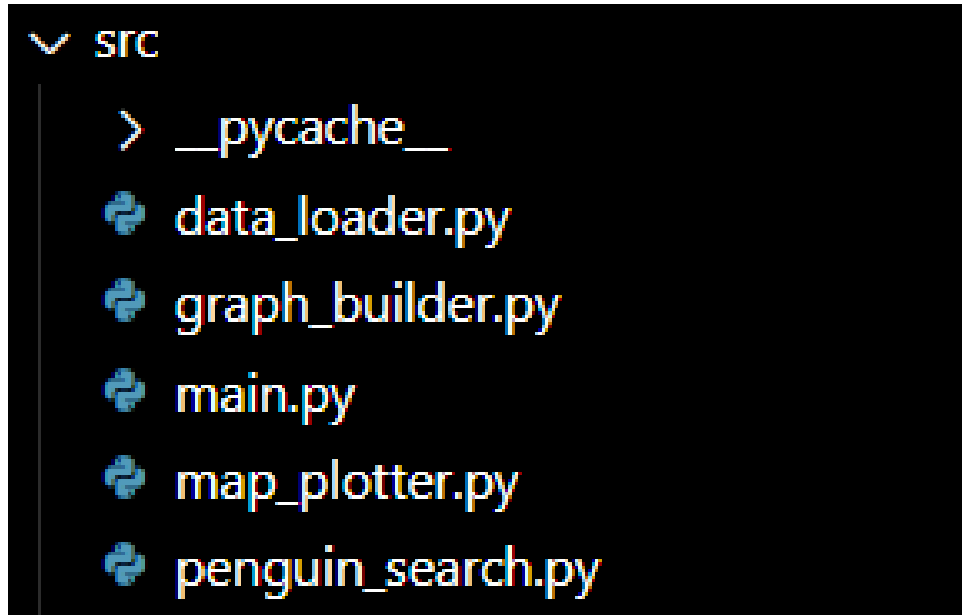 src
__pycache__
data_loader.py
graph_builder.py
main.py
map_plotter.py
penguin_search.py